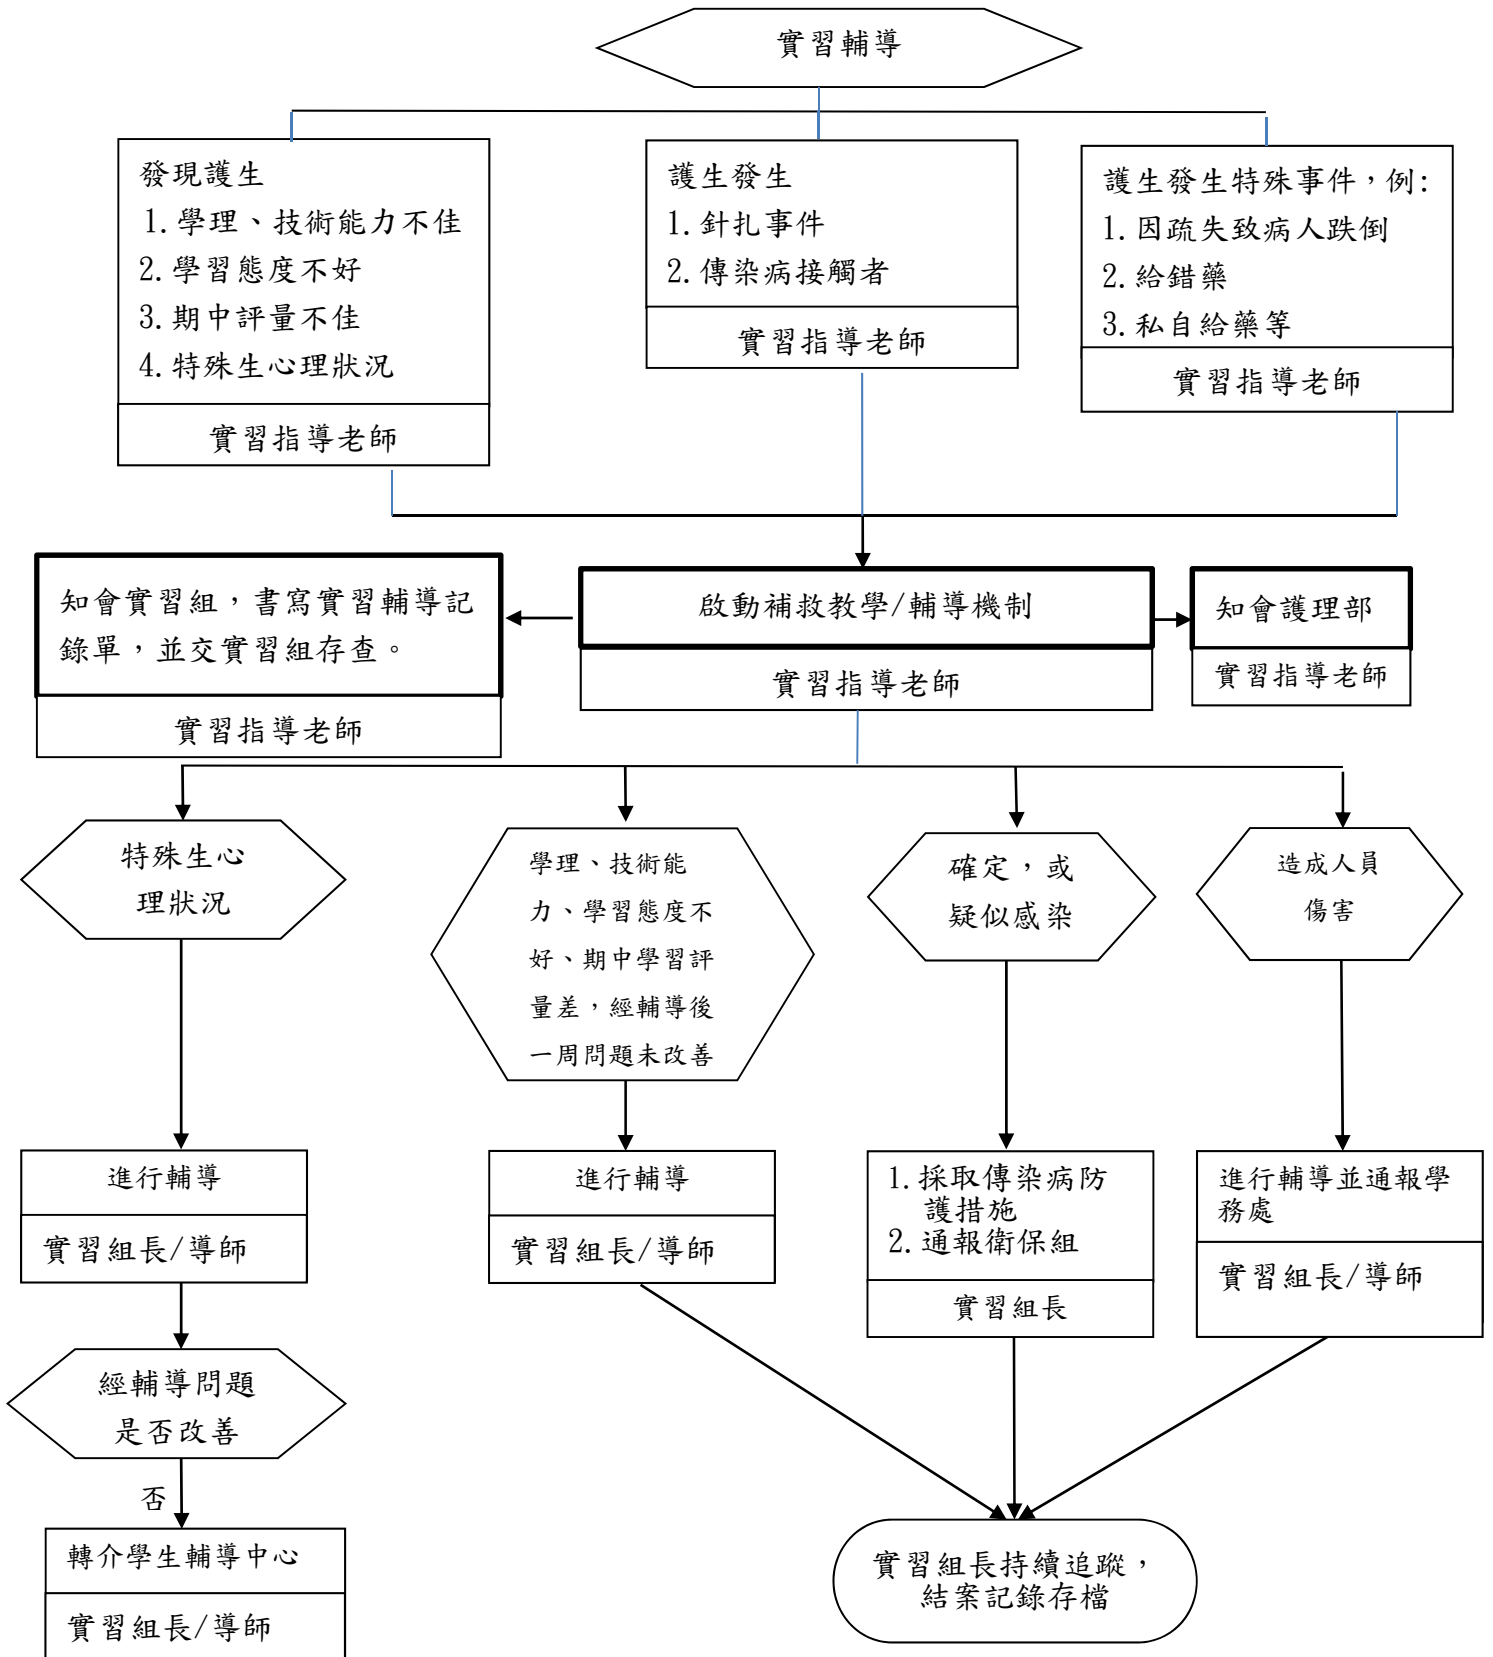 實習輔導
發現護生
1.學理、技術能力不佳
2.學習態度不好
3.期中評量不佳
4.特殊生心理狀況
實習指導老師
護生發生
1.針扎事件
2.傳染病接觸者
實習指導老師
護生發生特殊事件，例:
1.因疏失致病人跌倒
2.給錯藥
3.私自給藥等
實習指導老師
知會實習組，書寫實習輔導記
錄單，並交實習組存查。
實習指導老師
啟動補救教學/輔導機制
實習指導老師
知會護理部
實習指導老師
特殊生心
理狀況
學理、技術能
力、學習態度不
好、期中學習評
量差，經輔導後
一周問題未改善
確定，或
疑似感染
造成人員
傷害
進行輔導
實習組長/導師
進行輔導
實習組長/導師
1.採取傳染病防
護措施
2.通報衛保組
實習組長
進行輔導並通報學
務處
實習組長/導師
經輔導問題
是否改善
否
轉介學生輔導中心
實習組長/導師
實習組長持續追蹤，
結案記錄存檔